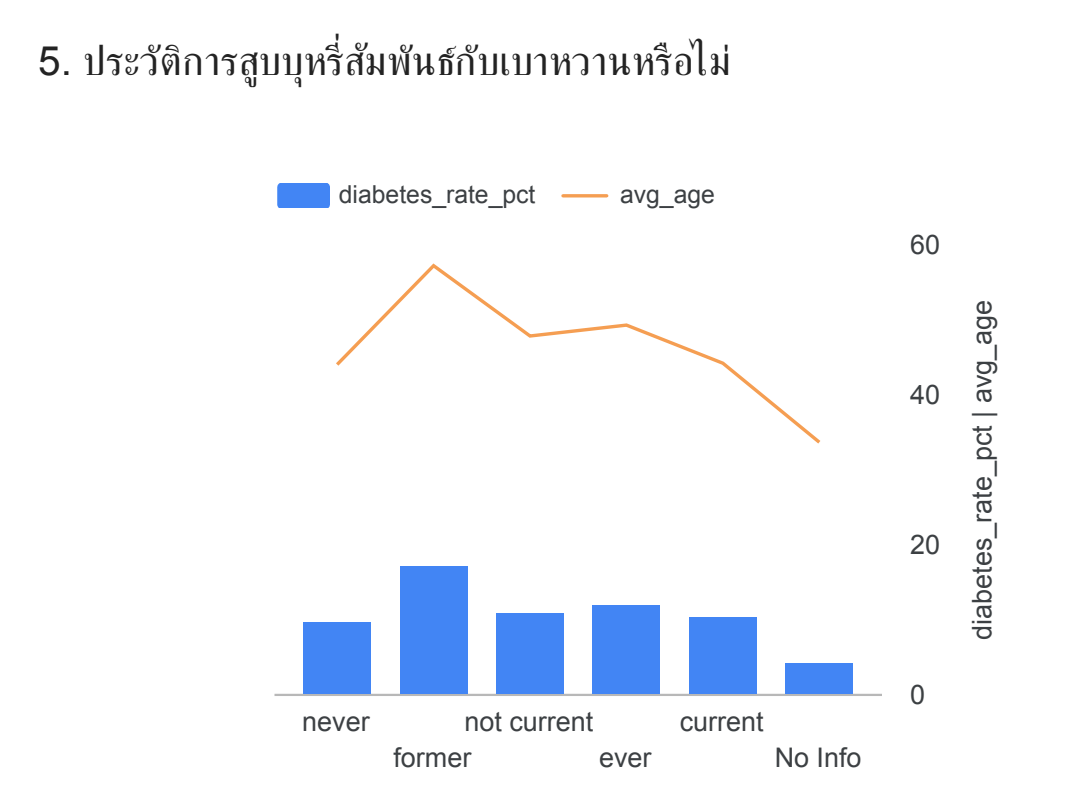 5. ประวัติการสูบบุหรี่สัมพันธ์กับเบาหวานหรือไม่
diabetes_rate_pct
avg_age
60
40
20
0
diabetes_rate_pct | avg_age
never
former
not current
ever
current
No Info